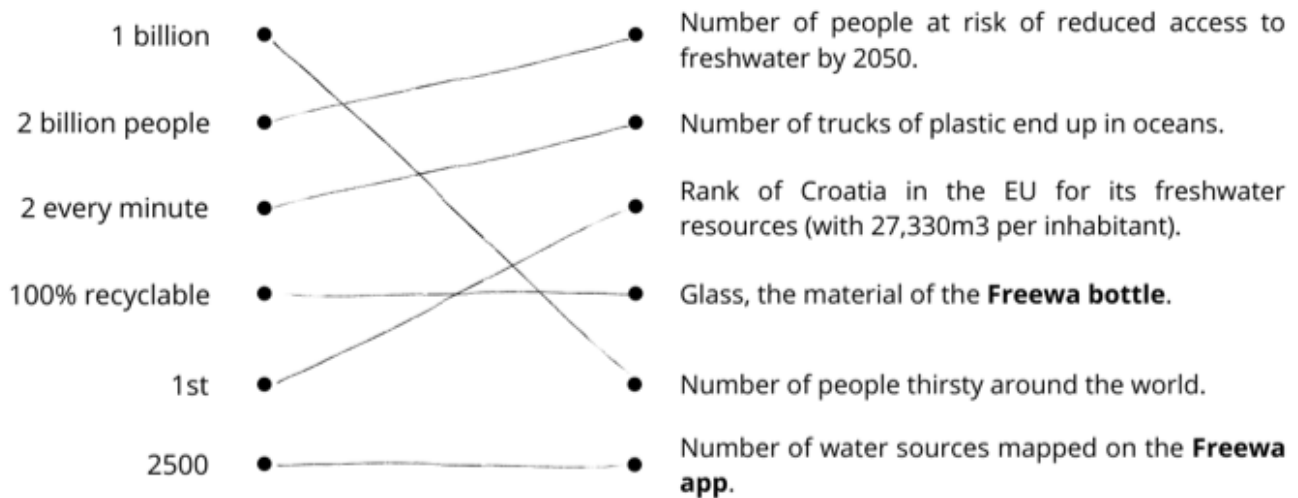 1 billion
Number of people at risk of reduced access to
freshwater by 2050.
2 billion people
Number of trucks of plastic end up in oceans.
2 every minute
Rank of Croatia in the EU for its freshwater
resources (with 27,330m3 per inhabitant).
100% recyclable
Glass, the material of the Freewa bottle.
1st
Number of people thirsty around the world.
2500
Number of water sources mapped on the Freewa
app.